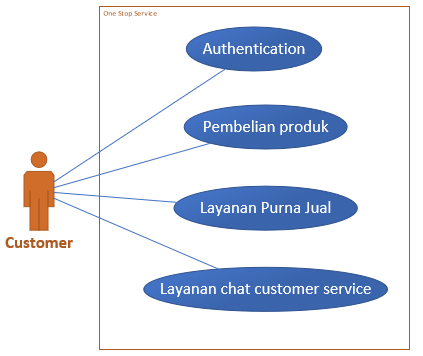 One Stop Service
Authentication
Pembelian produk
Layanan Purna Jual
Customer
Layanan chat customer service